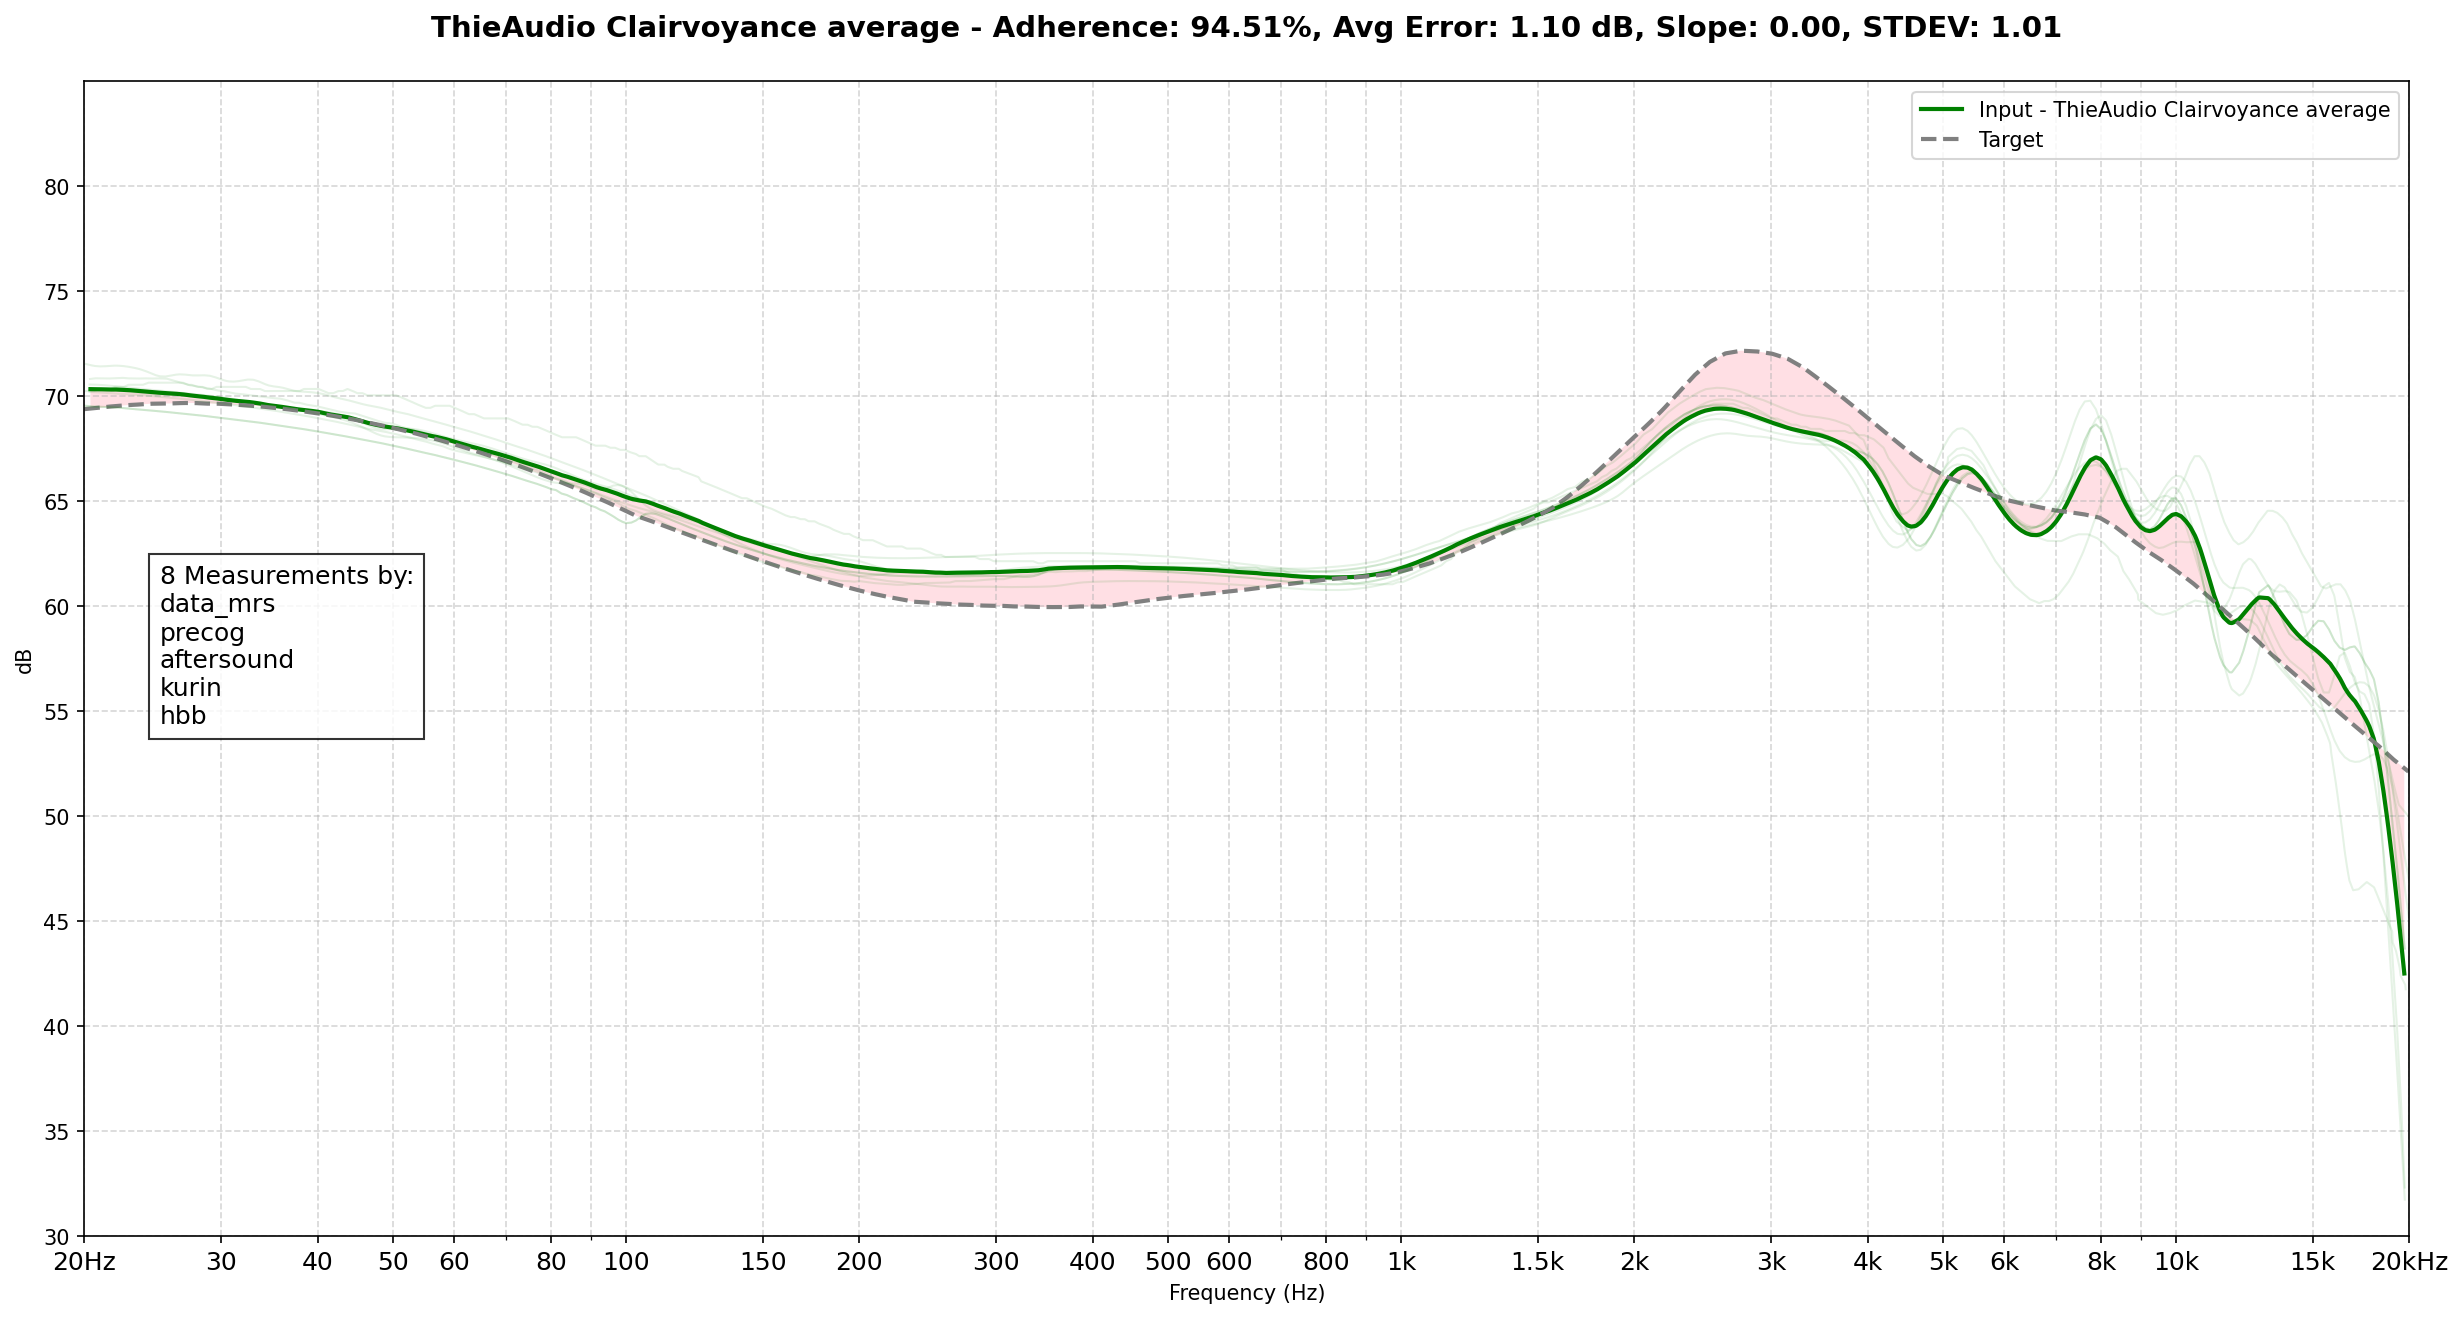 ThieAudio Clairvoyance average - Adherence: 94.51%, Avg Error: 1.10 dB, Slope: 0.00, STDEV: 1.01
Input - ThieAudio Clairvoyance average
Target
80
75
70
65
60
55
50
45
40
35
30
dB
8 Measurements by:
data_mrs
precog
aftersound
kurin
hbb
20Hz 30 40 50 60 80 100 150 200 300 400 500 600 800 1k 1.5k 2k 3k 4k 5k 6k 8k 10k 15k 20kHz
Frequency (Hz)